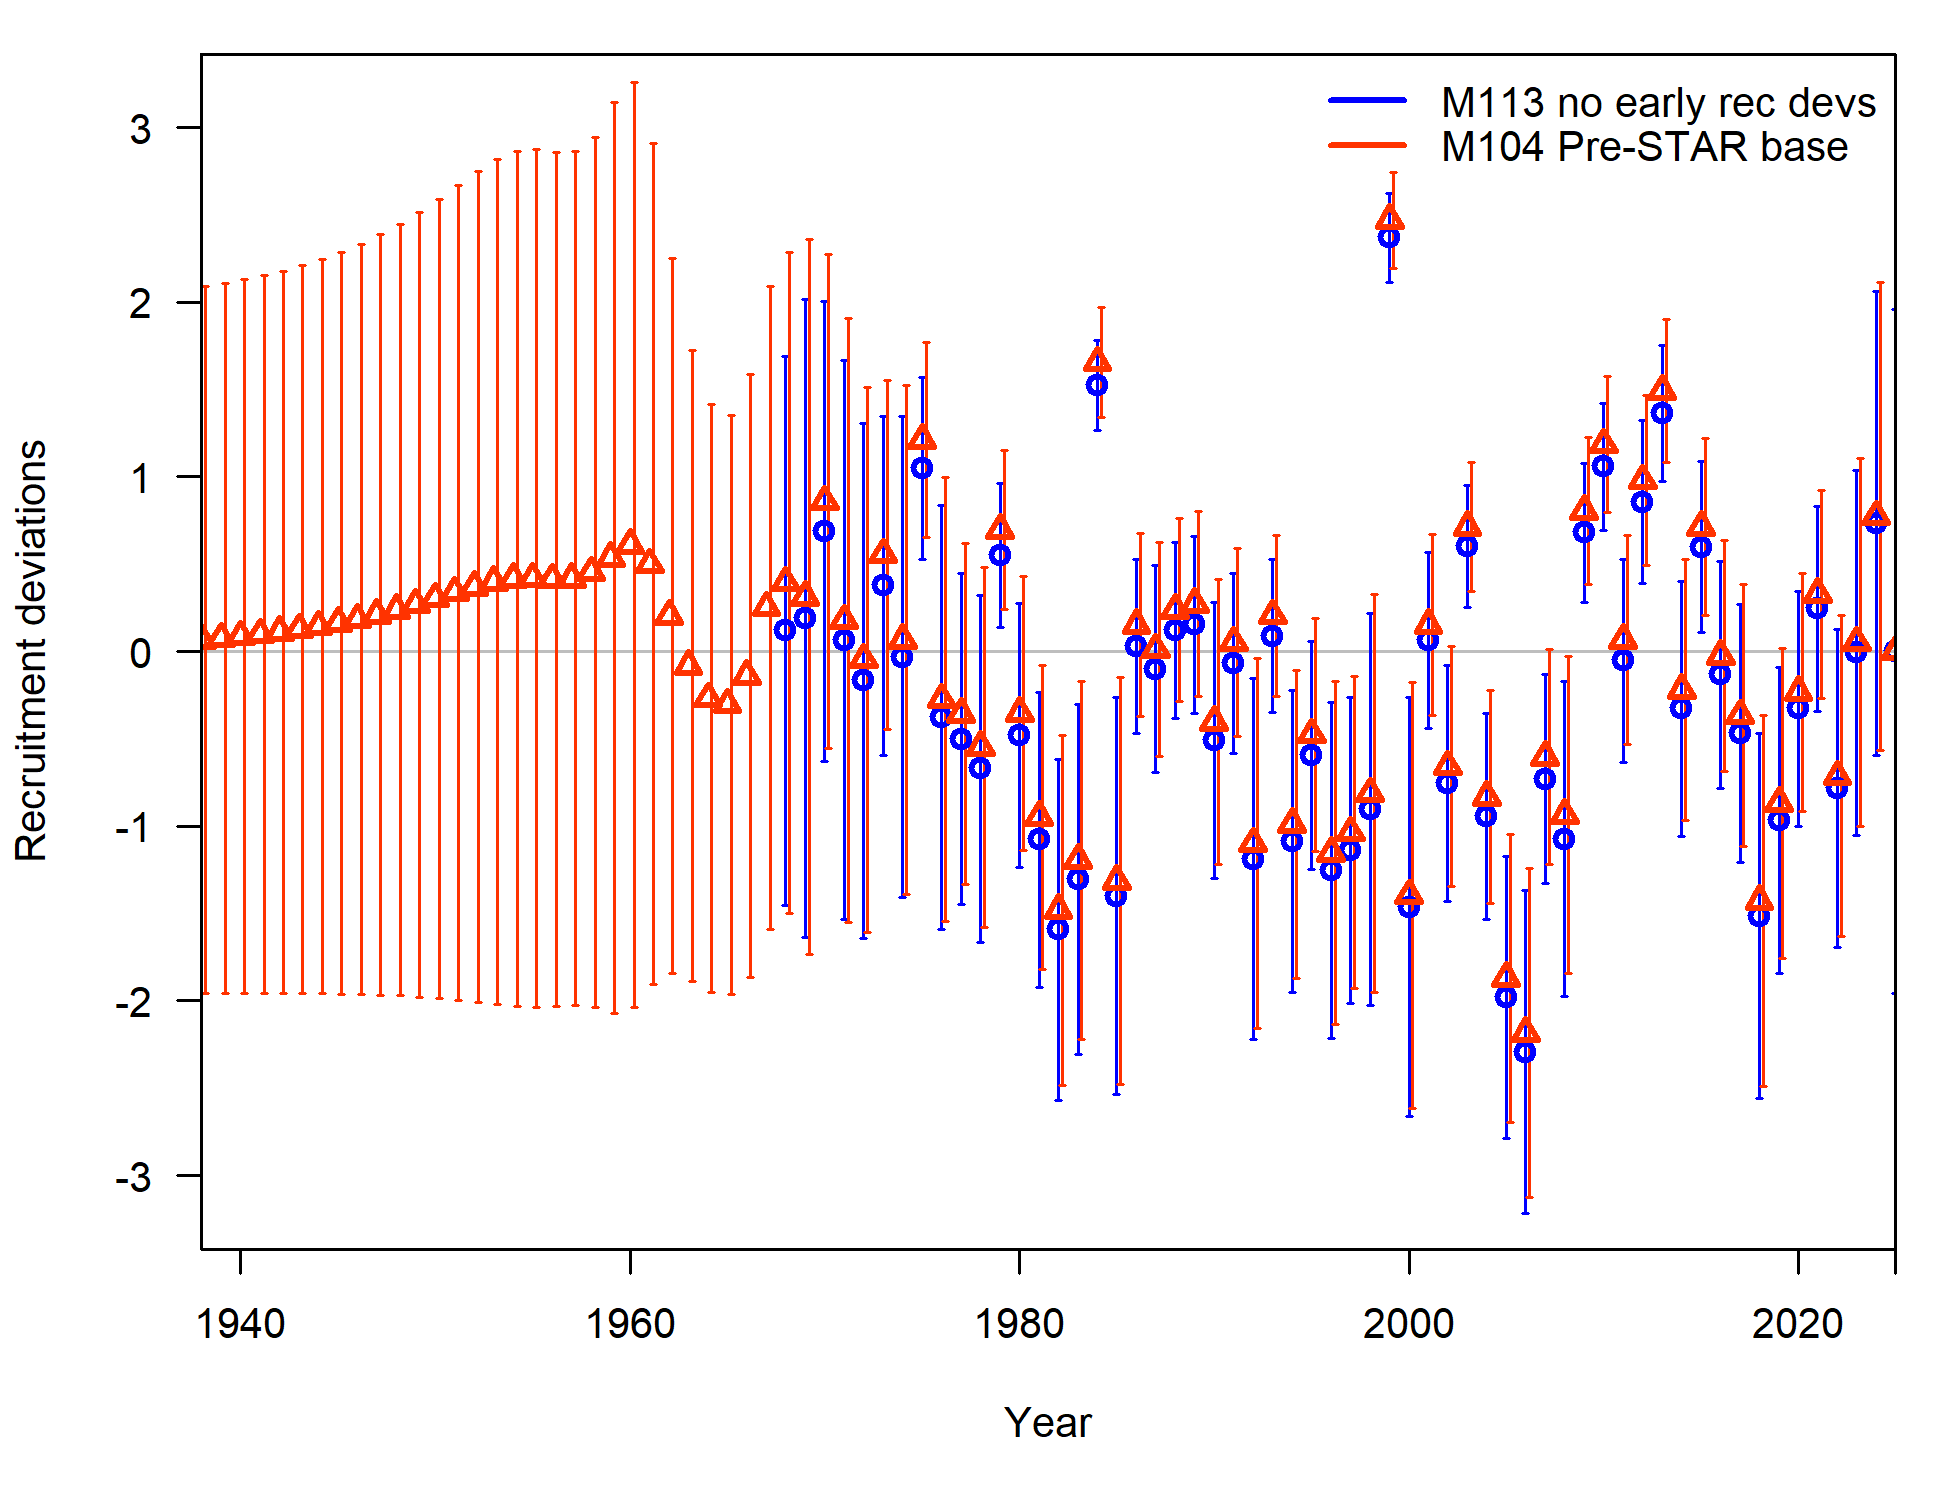 M113 no early rec devs
M104 Pre-STAR base
3
2
1
0
-1
-2
-3
Recruitment deviations
1940 1960 1980 2000 2020
Year